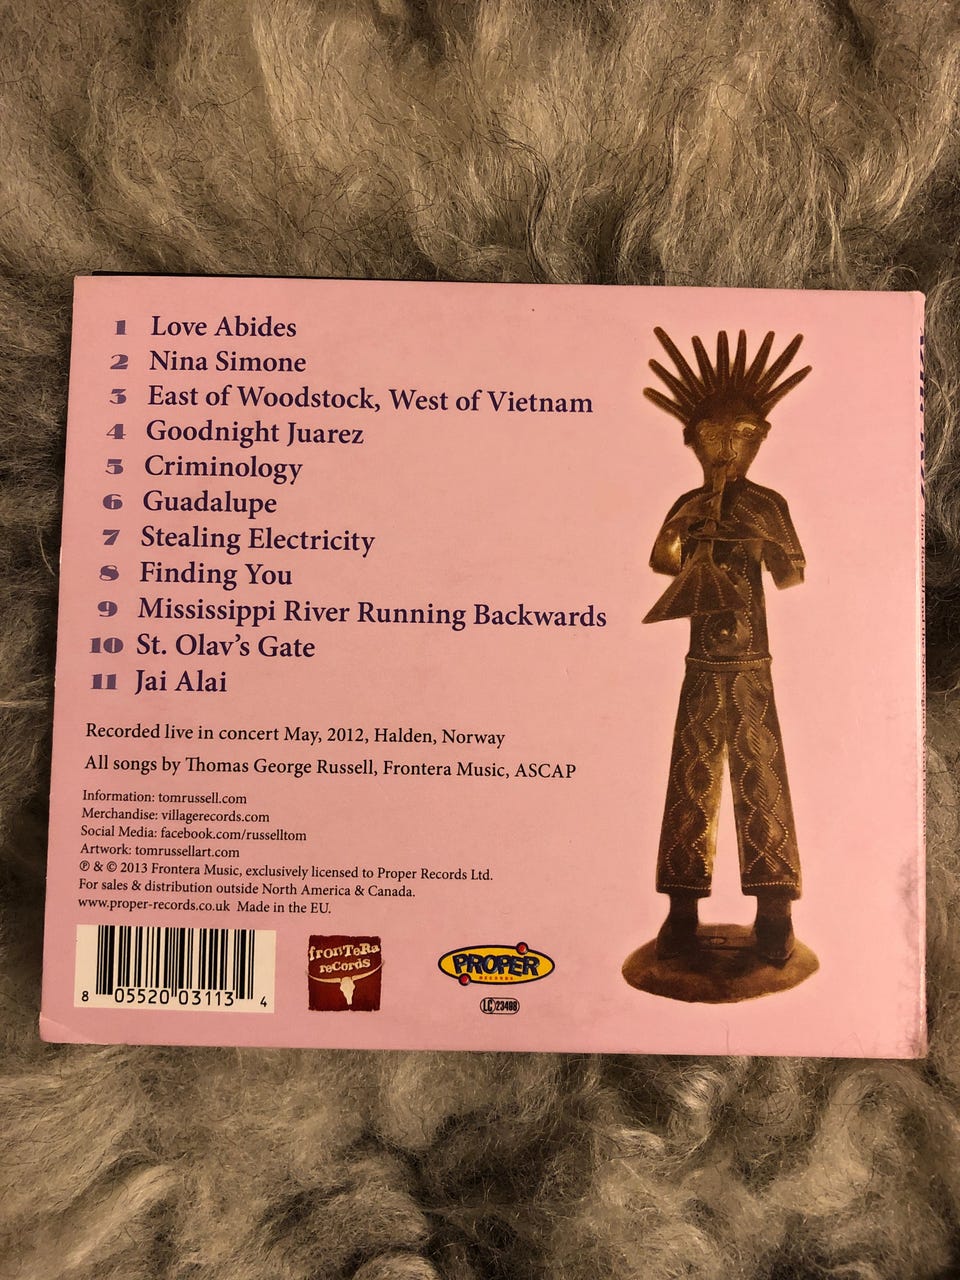 1 Love Abides
2 Nina Simone
3 East of Woodstock, West of Vietnam
4 Goodnight Juarez
5 Criminology
6 Guadalupe
7 Stealing Electricity
8 Finding You
9 Mississippi River Running Backwards
10 St. Olav's Gate
11 Jai Alai
Recorded live in concert May, 2012, Halden, Norway
All songs by Thomas George Russell, Frontera Music, ASCAP
Information: tomrussell.com
Merchandise: villagerecords.com
Social Media: facebook.com/russelltom
Artwork: tomrussellart.com
℗ & © 2013 Frontera Music, exclusively licensed to Proper Records Ltd.
For sales & distribution outside North America & Canada.
www.proper-records.co.uk Made in the EU.
8 05520 03113 4
fronTeRa
reCords
PROPER
RECORDS
LC 23498